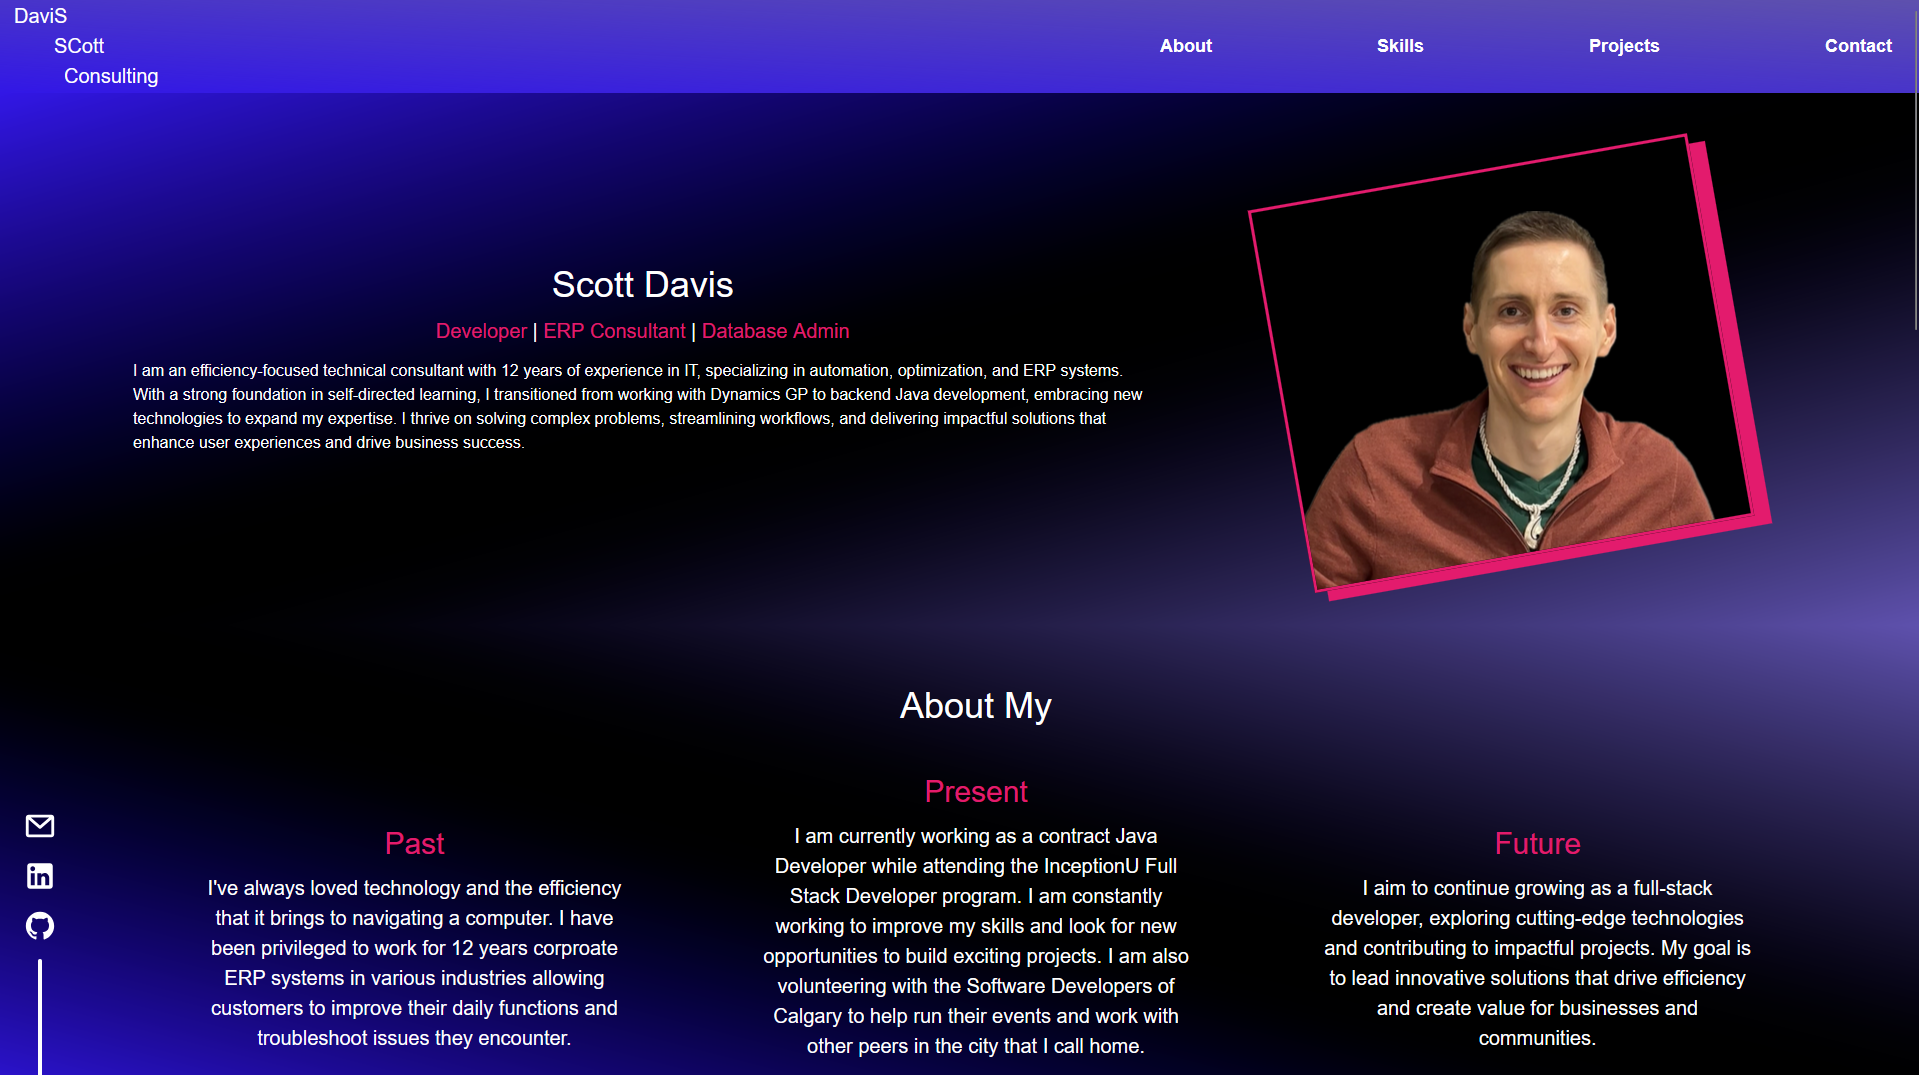 DaviS
SCott
Consulting
About
Skills
Projects
Contact
Scott Davis
Developer | ERP Consultant | Database Admin
I am an efficiency-focused technical consultant with 12 years of experience in IT, specializing in automation, optimization, and ERP systems.
With a strong foundation in self-directed learning, I transitioned from working with Dynamics GP to backend Java development, embracing new
technologies to expand my expertise. I thrive on solving complex problems, streamlining workflows, and delivering impactful solutions that
enhance user experiences and drive business success.
About My
Past
I've always loved technology and the efficiency
that it brings to navigating a computer. I have
been privileged to work for 12 years corproate
ERP systems in various industries allowing
customers to improve their daily functions and
troubleshoot issues they encounter.
Present
I am currently working as a contract Java
Developer while attending the InceptionU Full
Stack Developer program. I am constantly
working to improve my skills and look for new
opportunities to build exciting projects. I am also
volunteering with the Software Developers of
Calgary to help run their events and work with
other peers in the city that I call home.
Future
I aim to continue growing as a full-stack
developer, exploring cutting-edge technologies
and contributing to impactful projects. My goal is
to lead innovative solutions that drive efficiency
and create value for businesses and
communities.
in